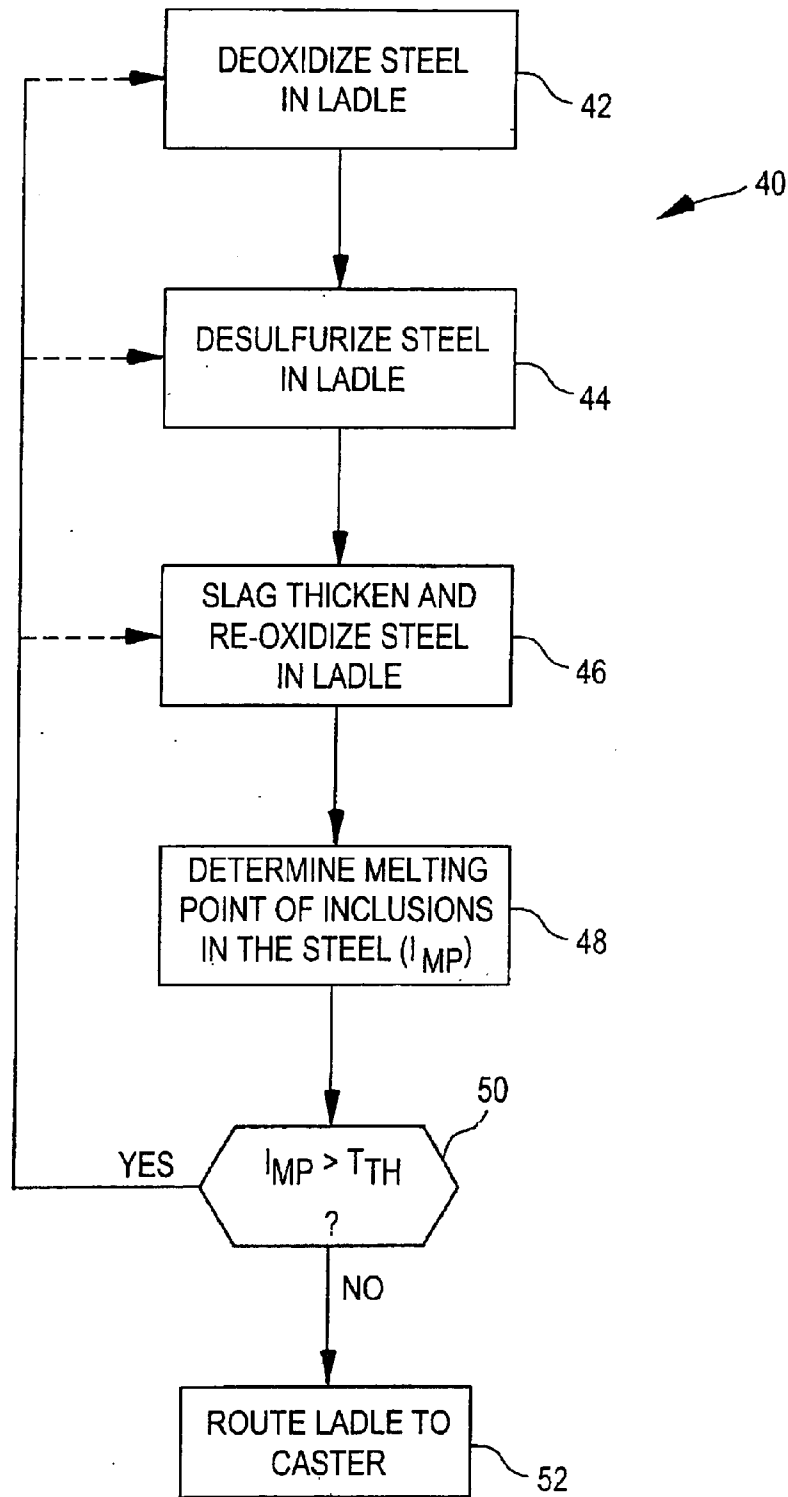 DEOXIDIZE STEEL
IN LADLE
42
40
DESULFURIZE STEEL
IN LADLE
44
SLAG THICKEN AND
RE-OXIDIZE STEEL
IN LADLE
46
DETERMINE MELTING
POINT OF INCLUSIONS
IN THE STEEL (IMP)
48
50
YES
IMP > TTH
?
NO
ROUTE LADLE TO
CASTER
52